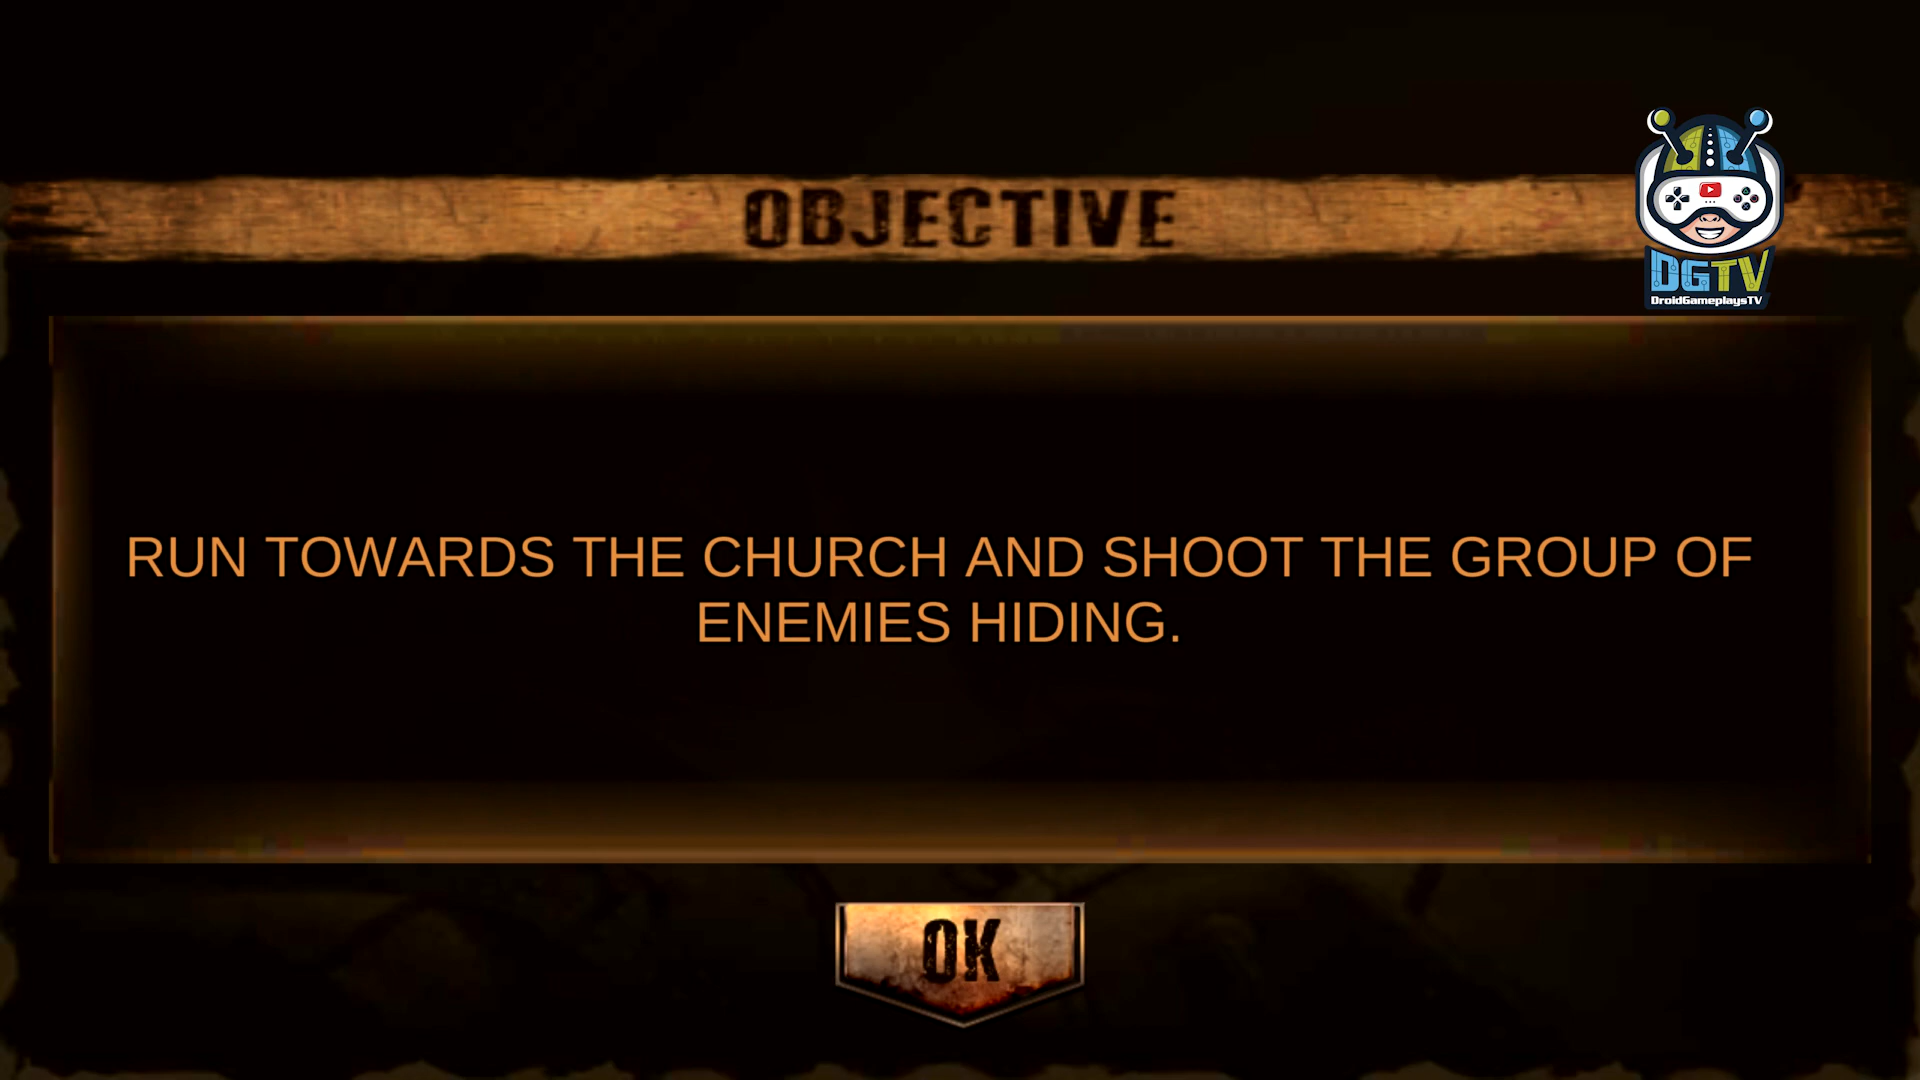 OBJECTIVE
DGTV
DroidGameplaysTV
RUN TOWARDS THE CHURCH AND SHOOT THE GROUP OF
ENEMIES HIDING.
OK